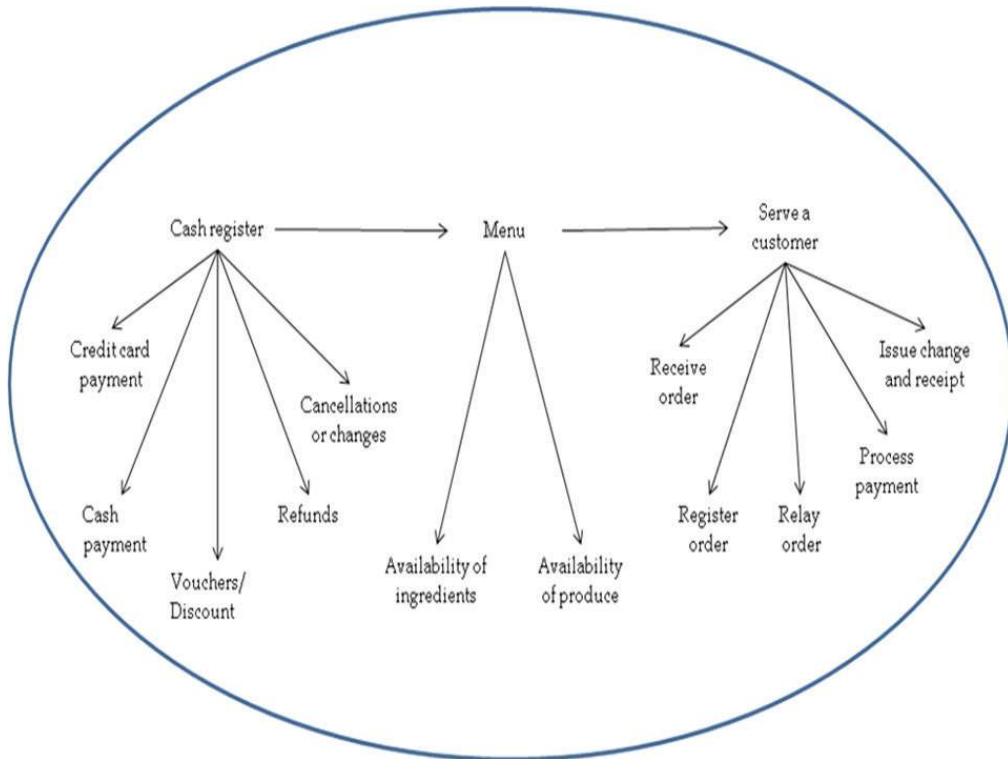 Cash register
Menu
Serve a
customer
Credit card
payment
Cash
payment
Vouchers/
Discount
Refunds
Cancellations
or changes
Availability of
ingredients
Availability
of produce
Receive
order
Register
order
Relay
order
Process
payment
Issue change
and receipt